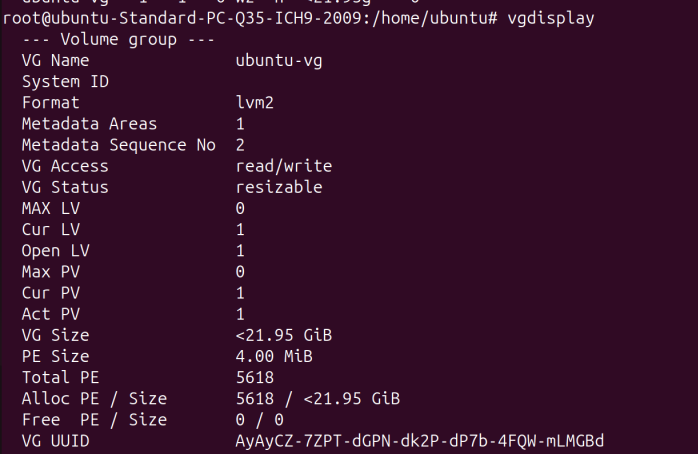 root@ubuntu-Standard-PC-Q35-ICH9-2009:/home/ubuntu# vgdisplay
--- Volume group ---
VG Name ubuntu-vg
System ID
Format lvm2
Metadata Areas 1
Metadata Sequence No 2
VG Access read/write
VG Status resizable
MAX LV 0
Cur LV 1
Open LV 1
Max PV 0
Cur PV 1
Act PV 1
VG Size <21.95 GiB
PE Size 4.00 MiB
Total PE 5618
Alloc PE / Size 5618 / <21.95 GiB
Free PE / Size 0 / 0
VG UUID AyAyCZ-7ZPT-dGPN-dk2P-dP7b-4FQW-mLMGBd